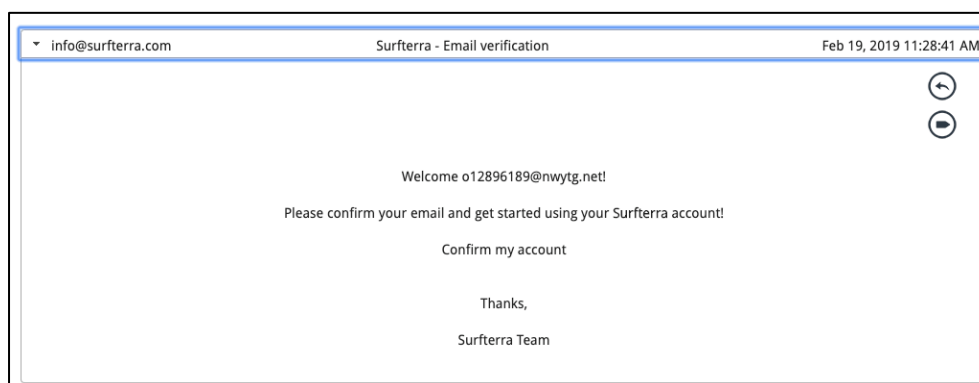 info@surfterra.com Surfterra - Email verification Feb 19, 2019 11:28:41 AM
Welcome o12896189@nwytg.net!
Please confirm your email and get started using your Surfterra account!
Confirm my account
Thanks,
Surfterra Team